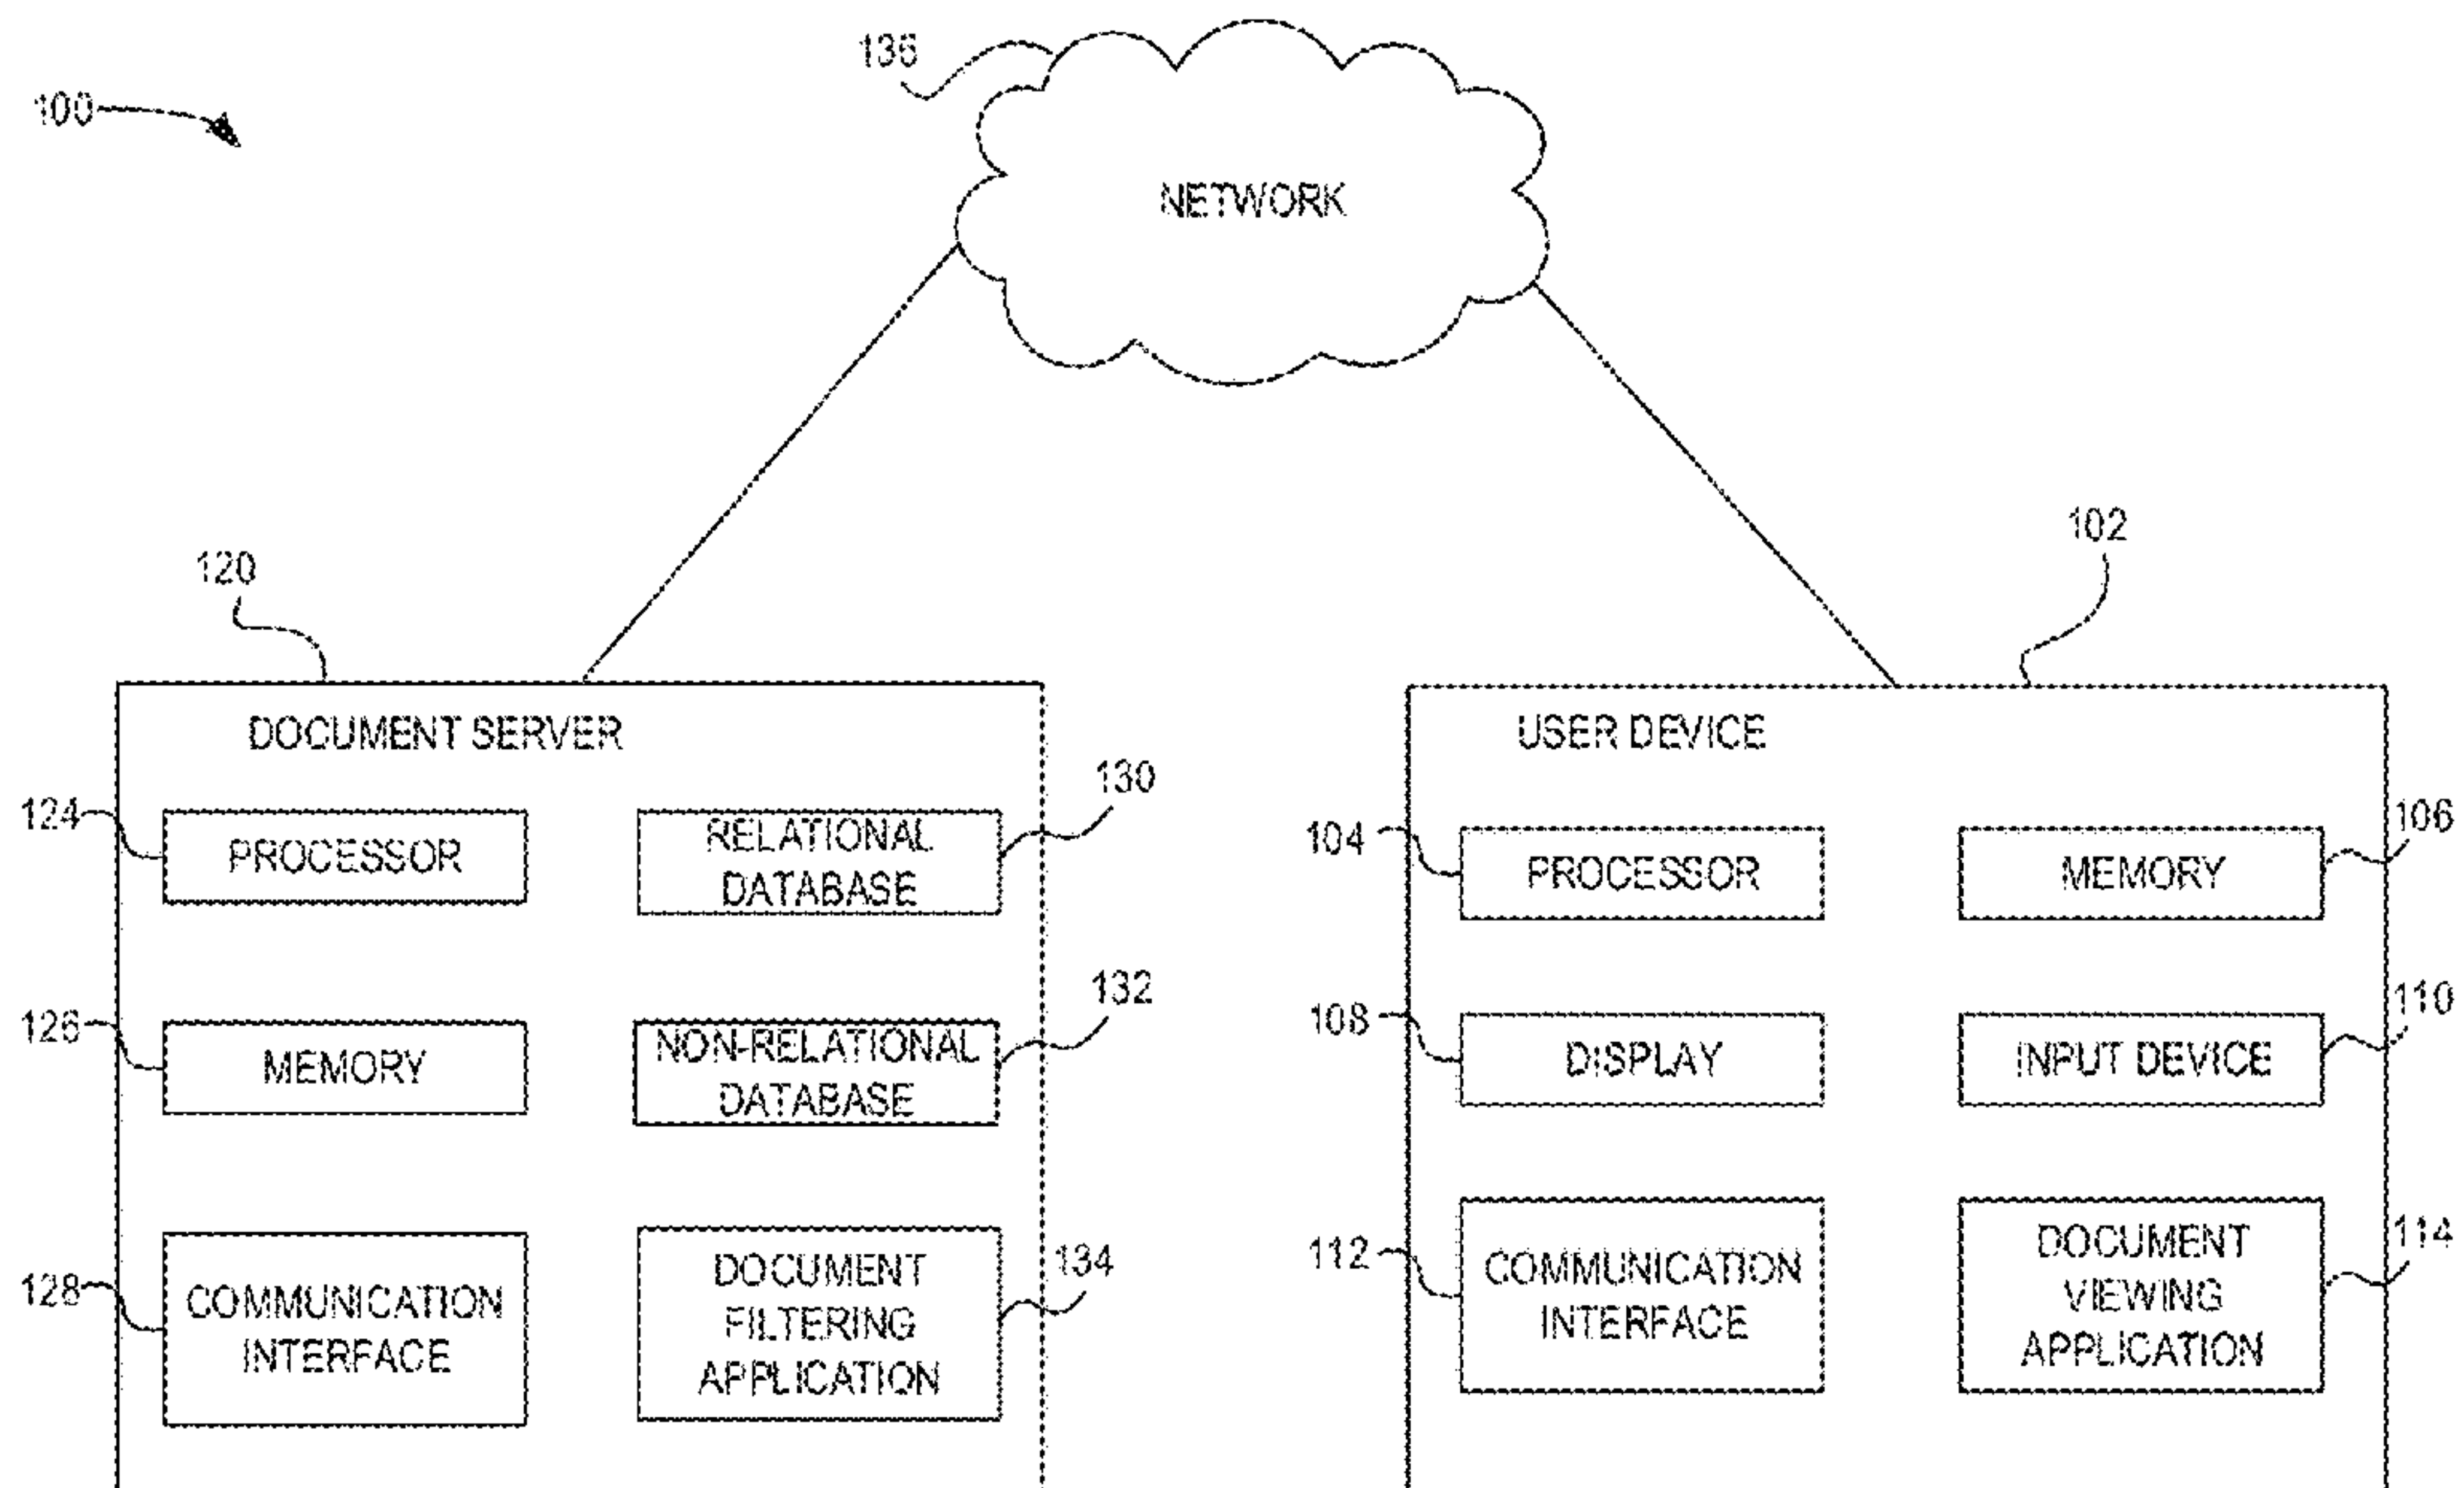 136
100
NETWORK
120
102
DOCUMENT SERVER
124
PROCESSOR
130
RELATIONAL
DATABASE
126
MEMORY
132
NON-RELATIONAL
DATABASE
128
COMMUNICATION
INTERFACE
134
DOCUMENT
FILTERING
APPLICATION
USER DEVICE
104
PROCESSOR
106
MEMORY
108
DISPLAY
110
INPUT DEVICE
112
COMMUNICATION
INTERFACE
114
DOCUMENT
VIEWING
APPLICATION